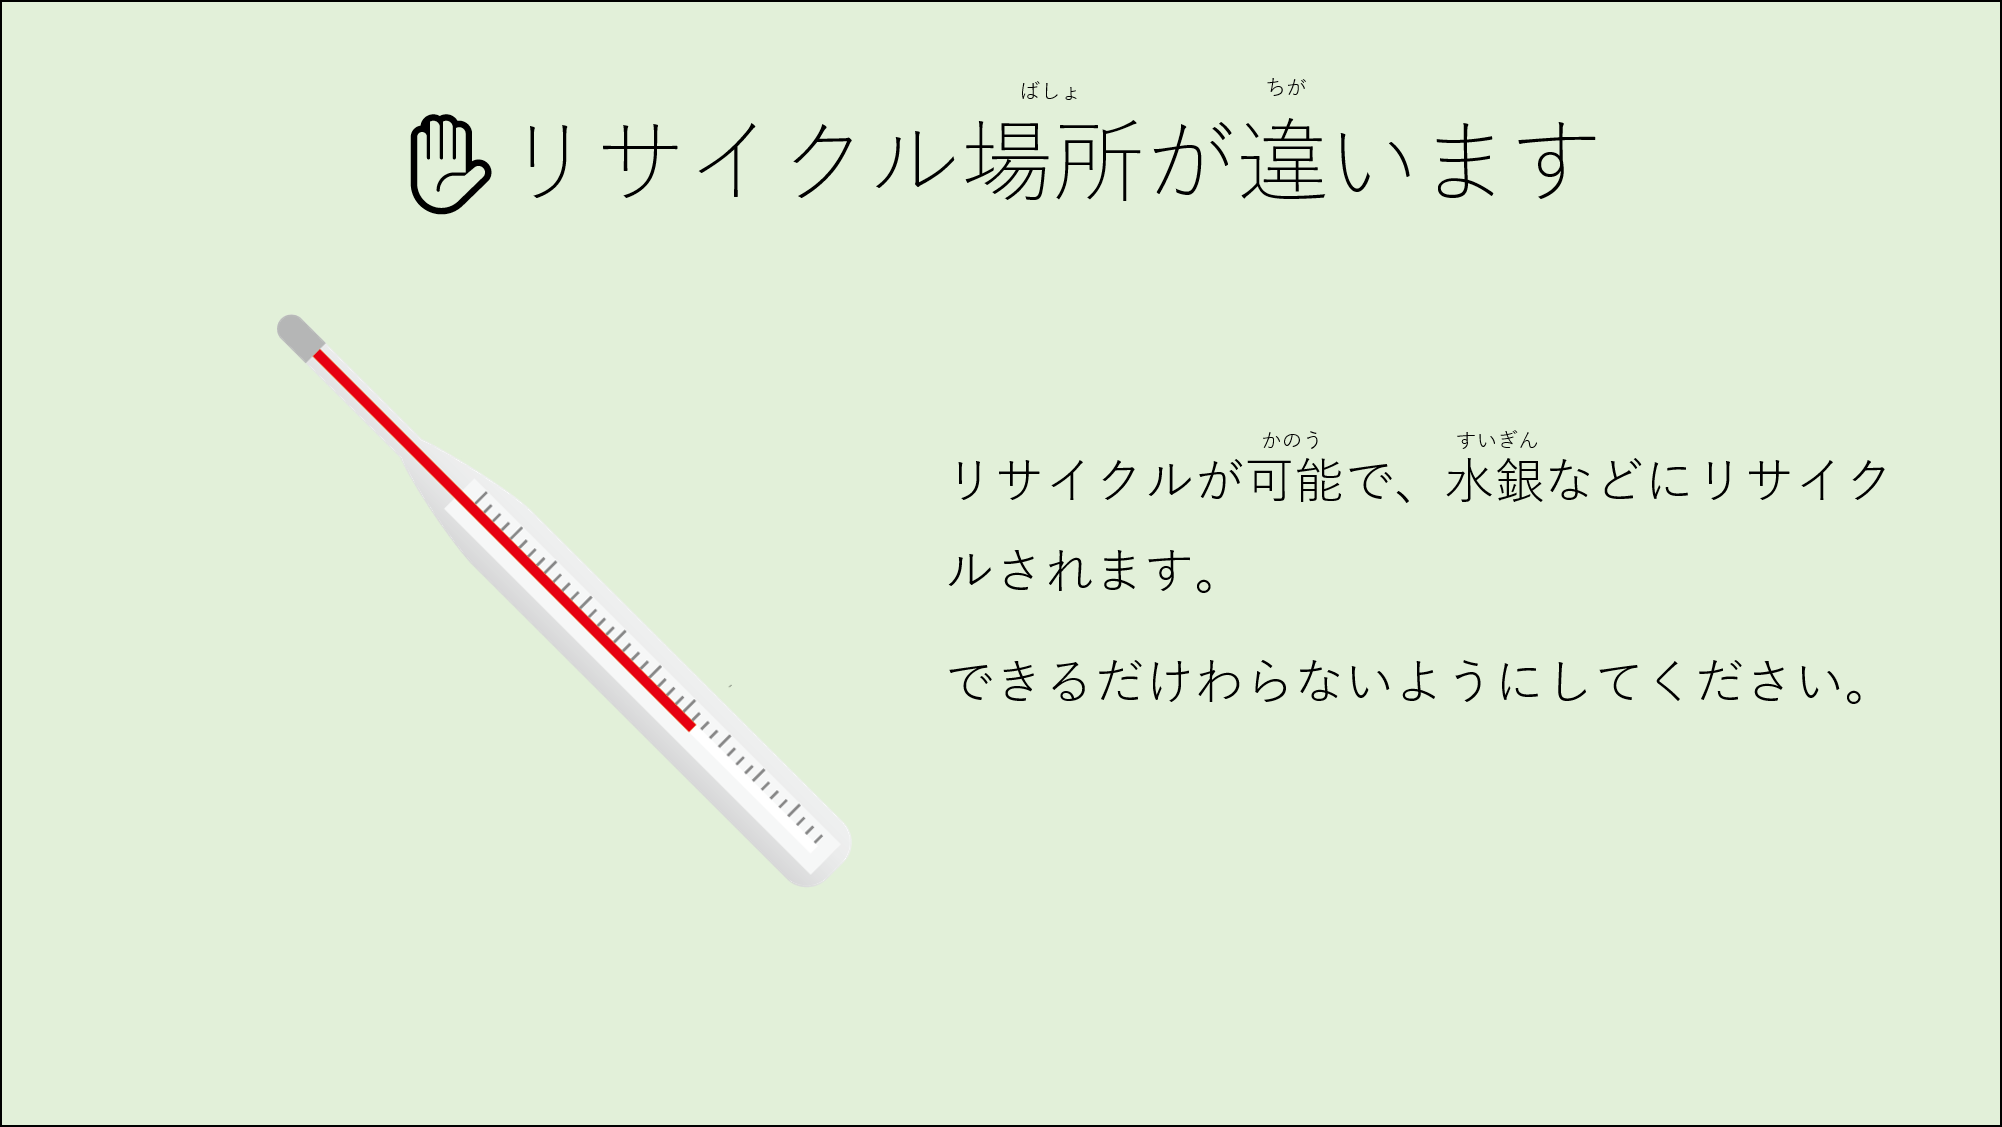 ばしょ ちが
リサイクル場所が違います
かのう すいぎん
リサイクルが可能で、水銀などにリサイク
ルされます。
できるだけわらないようにしてください。